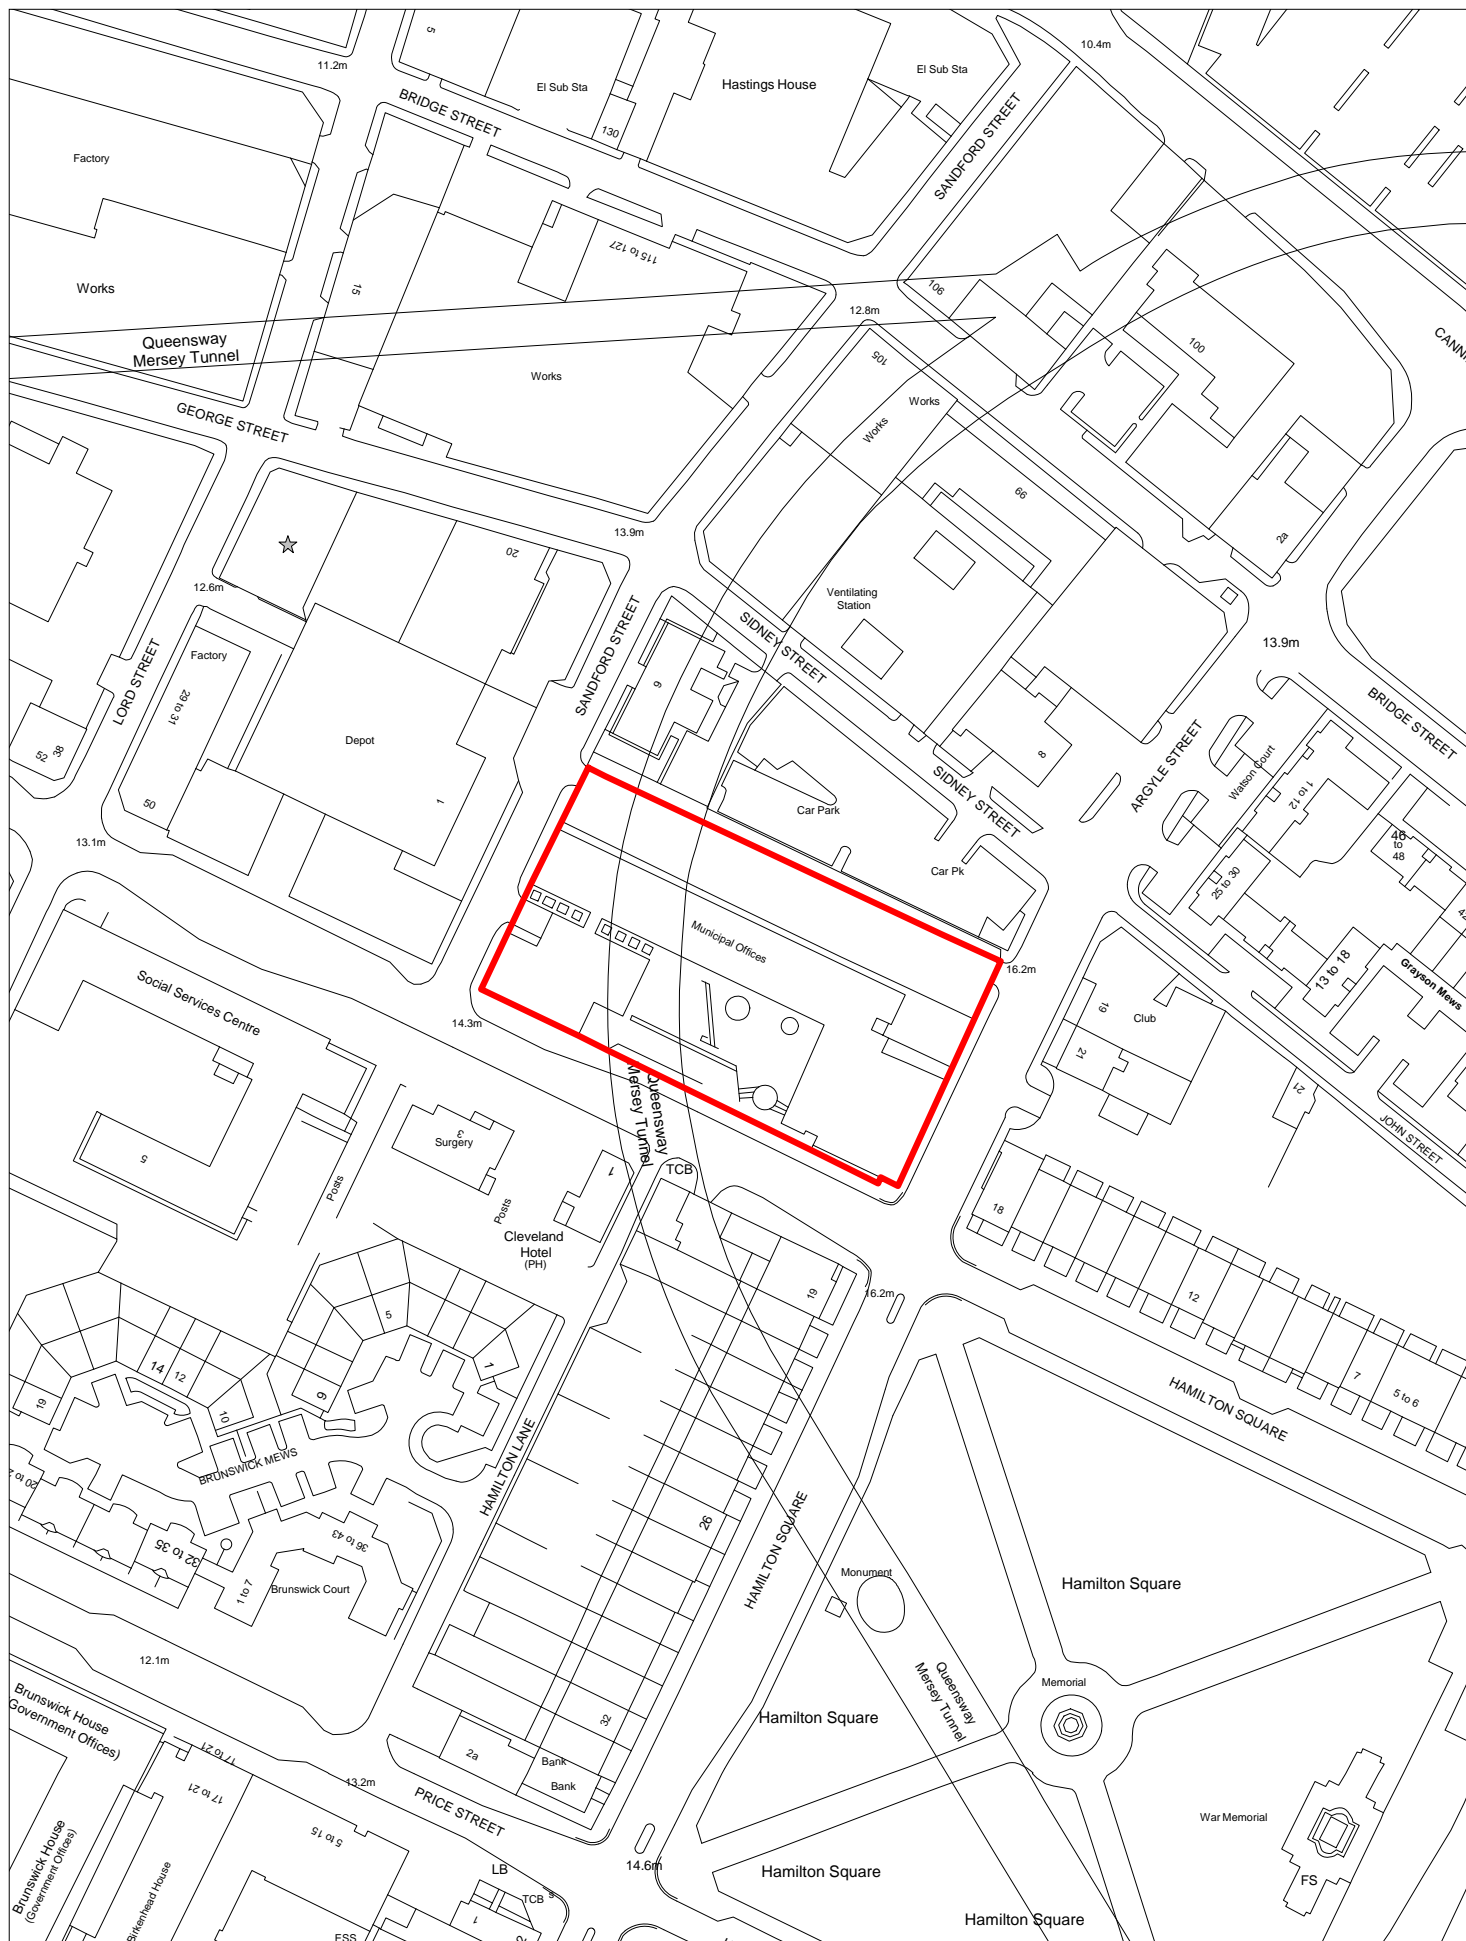 5
11.2m
10.4m
El Sub Sta
Hastings House
El Sub Sta
BRIDGE STREET
130
SANDFORD STREET
Factory
115 to 127
Works
15
106
12.8m
Queensway
Mersey Tunnel
105
100
Works
Works
Works
GEORGE STREET
99
20
13.9m
2a
12.6m
Ventilating
Station
SANDFORD STREET
SIDNEY STREET
13.9m
LORD STREET
Factory
29 to 31
9
BRIDGE STREET
52
38
Depot
8
ARGYLE STREET
Watson Court
SIDNEY STREET
1 to 12
50
1
Car Park
46
to
48
13.1m
Car Pk
25 to 30
42
Municipal Offices
16.2m
13 to 18
Grayson Mews
Social Services Centre
14.3m
19
Club
21
21
Queensway
Mersey Tunnel
JOHN STREET
5
3
Surgery
1
TCB
Posts
Posts
18
Cleveland
Hotel
(PH)
19
16.2m
12
5
14
12
1
7
5 to 6
HAMILTON SQUARE
19
10
9
HAMILTON LANE
BRUNSWICK MEWS
26
HAMILTON SQUARE
32 to 35
36 to 43
1 to 7
Brunswick Court
Monument
Hamilton Square
12.1m
Queensway
Mersey Tunnel
Memorial
Brunswick House
(Government Offices)
Hamilton Square
32
17 to 21
2a
Bank
Bank
13.2m
17 to 21
PRICE STREET
War Memorial
5 to 15
Brunswick House
(Government Offices)
14.6m
Hamilton Square
Birkenhead House
LB
TCB s
FS
1
Hamilton Square
ESS